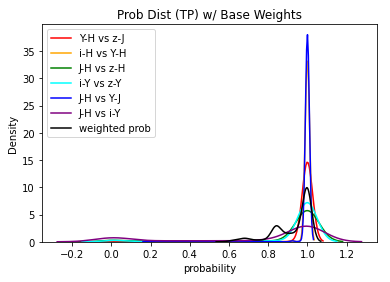 Prob Dist (TP) w/ Base Weights
Y-H vs z-J
i-H vs Y-H
J-H vs z-H
i-Y vs z-Y
J-H vs Y-J
J-H vs i-Y
weighted prob
Density
35
30
25
20
15
10
5
0
−0.2
0.0
0.2
0.4
0.6
0.8
1.0
1.2
probability